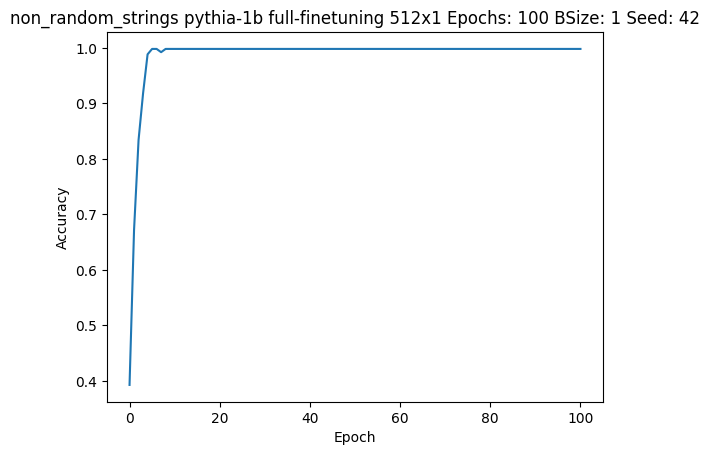 non_random_strings pythia-1b full-finetuning 512x1 Epochs: 100 BSize: 1 Seed: 42
1.0
0.9
0.8
0.7
0.6
0.5
0.4
Accuracy
0 20 40 60 80 100
Epoch